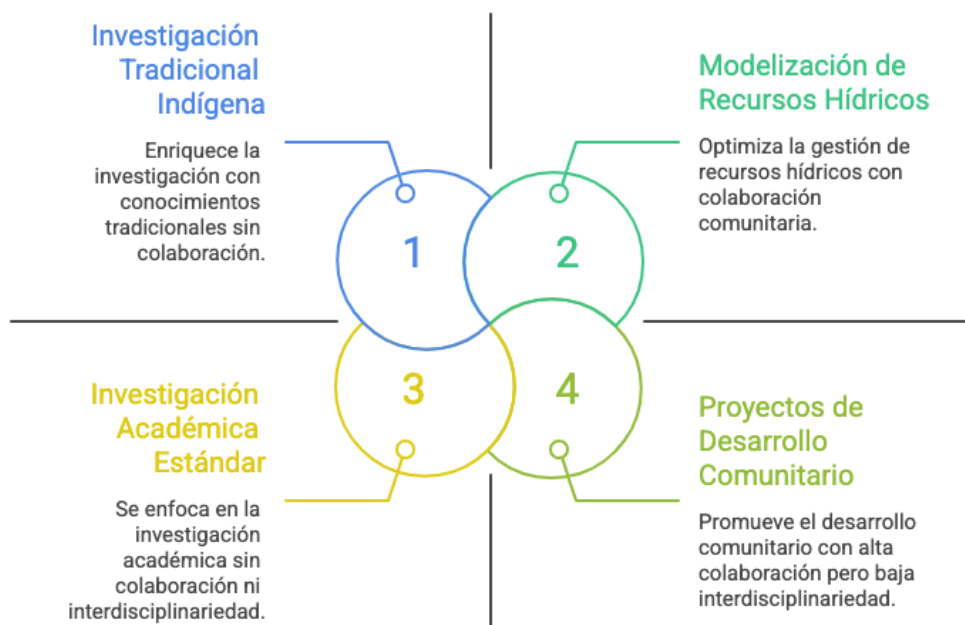 Investigación
Tradicional
Indígena
Enriquece la
investigación con
conocimientos
tradicionales sin
colaboración.
1
Modelización de
Recursos Hídricos
Optimiza la gestión de
recursos hídricos con
colaboración
comunitaria.
2
Investigación
Académica
Estándar
Se enfoca en la
investigación
académica sin
colaboración ni
interdisciplinariedad.
3
4
Proyectos de
Desarrollo
Comunitario
Promueve el desarrollo
comunitario con alta
colaboración pero baja
interdisciplinariedad.